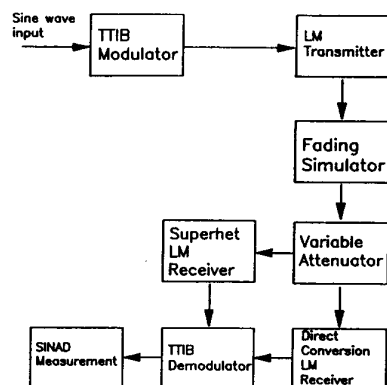 Sine wave
input
TTIB
Modulator
LM
Transmitter
Fading
Simulator
Superhet
LM
Receiver
Variable
Attenuator
SINAD
Measurement
TTIB
Demodulator
Direct
Conversion
LM
Receiver